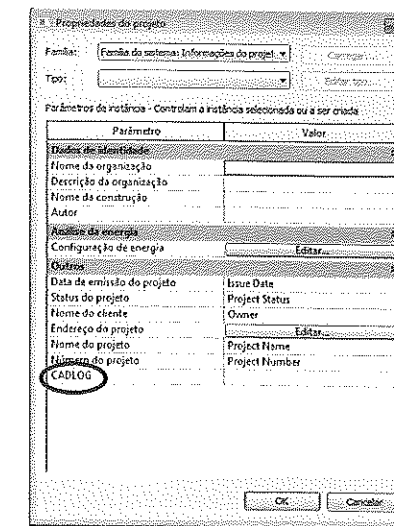 Propriedades do projeto
Família: Família do sistema: Informações do projet Carregar...
Tipo: Editar tipo...
Parâmetros de instância - Controlam a instância selecionada ou a ser criada
Parâmetro Valor
Dados de identidade
Nome da organização
Descrição da organização
Nome da construção
Autor
Análise da energia
Configuração de energia Editar...
Outros
Data de emissão do projeto Issue Date
Status do projeto Project Status
Nome do cliente Owner
Endereço do projeto Editar...
Nome do projeto Project Name
Número do projeto Project Number
CADLOG
OK Cancelar